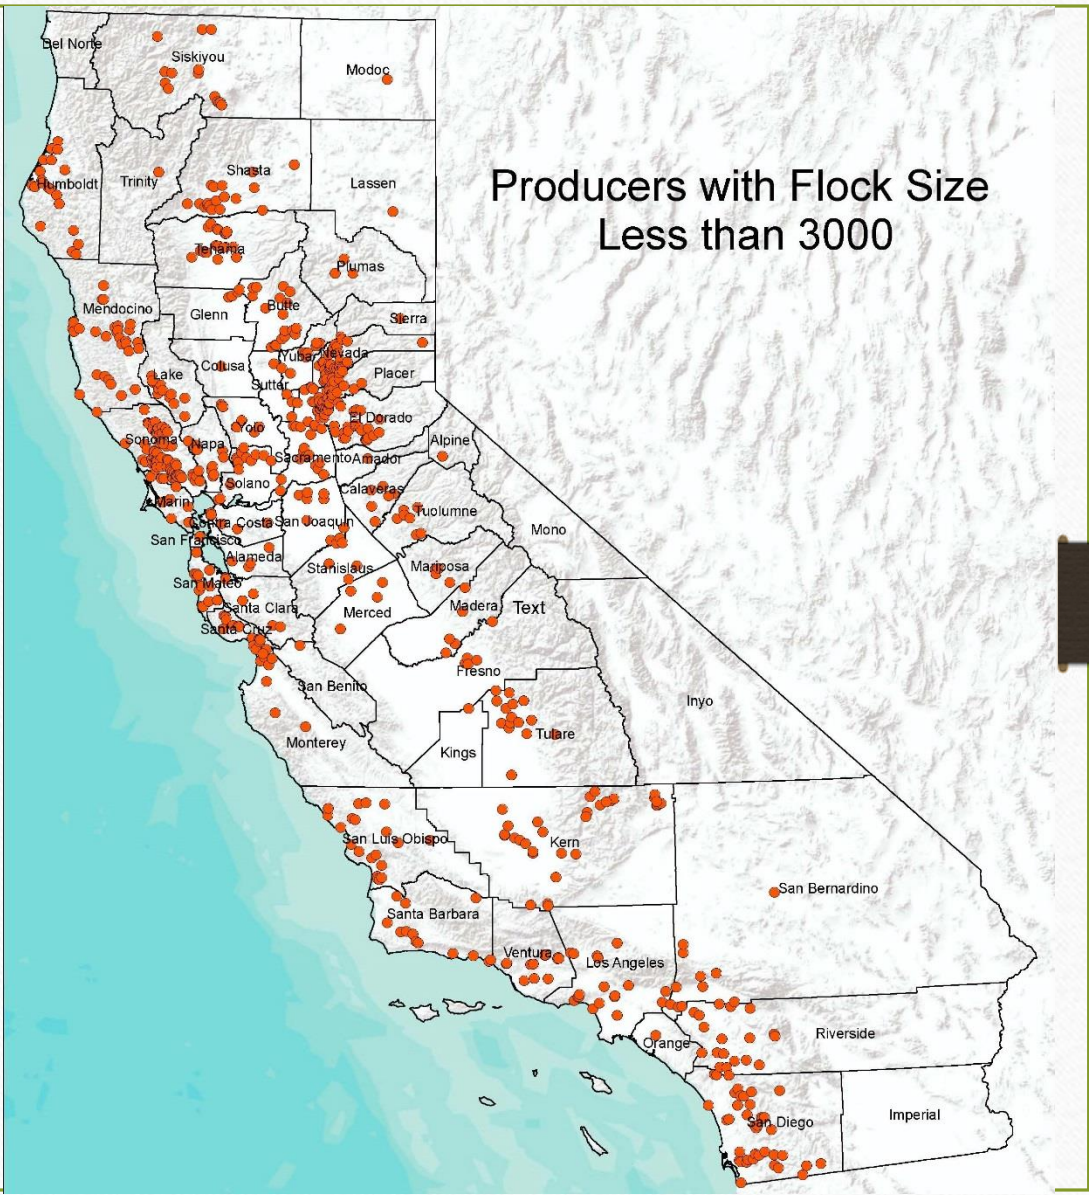 Del Norte
Siskiyou
Modoc
Humboldt
Trinity
Shasta
Lassen
Producers with Flock Size
Less than 3000
Tehama
Plumas
Mendocino
Glenn
Butte
Sierra
Lake
Colusa
Yuba
Nevada
Placer
Sutter
El Dorado
Sonoma
Napa
Yolo
Sacramento
Amador
Alpine
Solano
Calaveras
Marin
Tuolumne
Contra Costa
San Joaquin
Mono
San Francisco
Alameda
Stanislaus
Mariposa
San Mateo
Santa Clara
Merced
Madera
Text
Santa Cruz
Fresno
San Benito
Inyo
Monterey
Kings
Tulare
San Luis Obispo
Kern
San Bernardino
Santa Barbara
Ventura
Los Angeles
Orange
Riverside
San Diego
Imperial